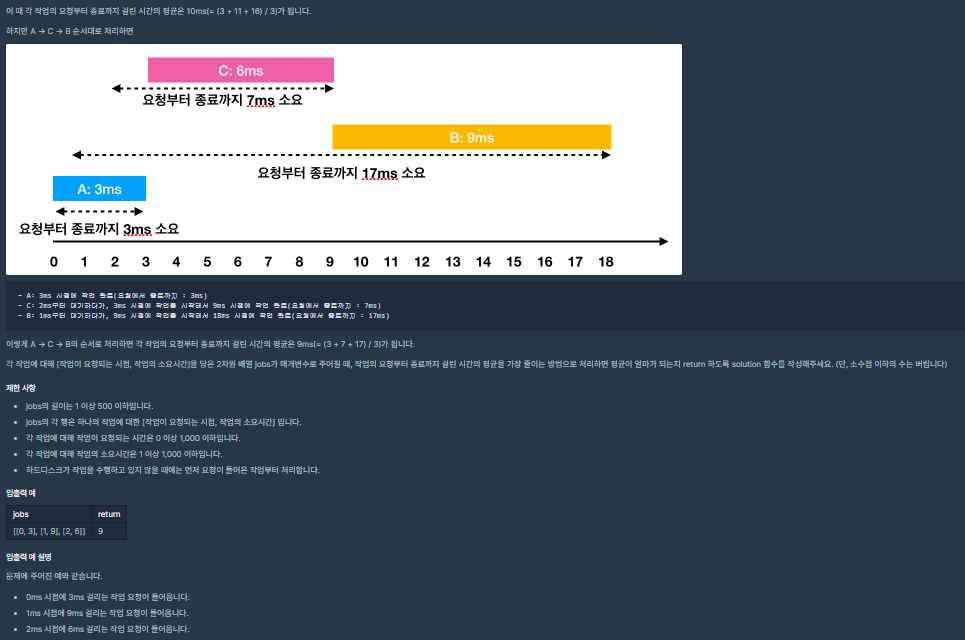 이 때 각 작업의 요청부터 종료까지 걸린 시간의 평균은 10ms(= (3 + 11 + 16) / 3)가 됩니다.
하지만 A → C → B 순서대로 처리하면
C: 6ms
요청부터 종료까지 7ms 소요
B: 9ms
요청부터 종료까지 17ms 소요
A: 3ms
요청부터 종료까지 3ms 소요
0 1 2 3 4 5 6 7 8 9 10 11 12 13 14 15 16 17 18
- A: 3ms 시점에 작업 완료(요청에서 종료까지 : 3ms)
- C: 2ms부터 대기하다가, 3ms 시점에 작업을 시작해서 9ms 시점에 작업 완료(요청에서 종료까지 : 7ms)
- B: 1ms부터 대기하다가, 9ms 시점에 작업을 시작해서 18ms 시점에 작업 완료(요청에서 종료까지 : 17ms)
이렇게 A → C → B의 순서로 처리하면 각 작업의 요청부터 종료까지 걸린 시간의 평균은 9ms(= (3 + 7 + 17) / 3)가 됩니다.
각 작업에 대해 [작업이 요청되는 시점, 작업의 소요시간]을 담은 2차원 배열 jobs가 매개변수로 주어질 때, 작업의 요청부터 종료까지 걸린 시간의 평균을 가장 줄이는 방법으로 처리하면 평균이 얼마가 되는지 return 하도록 solution 함수를 작성해주세요. (단, 소수점 이하의 수는 버립니다)
제한 사항
• jobs의 길이는 1 이상 500 이하입니다.
• jobs의 각 행은 하나의 작업에 대한 [작업이 요청되는 시점, 작업의 소요시간] 입니다.
• 각 작업에 대해 작업이 요청되는 시간은 0 이상 1,000 이하입니다.
• 각 작업에 대해 작업의 소요시간은 1 이상 1,000 이하입니다.
• 하드디스크가 작업을 수행하고 있지 않을 때에는 먼저 요청이 들어온 작업부터 처리합니다.
입출력 예
jobs return
[[0, 3], [1, 9], [2, 6]] 9
입출력 예 설명
문제에 주어진 예와 같습니다.
• 0ms 시점에 3ms 걸리는 작업 요청이 들어옵니다.
• 1ms 시점에 9ms 걸리는 작업 요청이 들어옵니다.
• 2ms 시점에 6ms 걸리는 작업 요청이 들어옵니다.